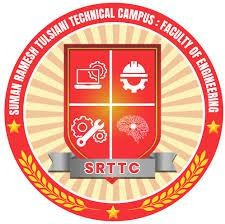 SUMAN RAMESH TULSIANI TECHNICAL CAMPUS : FACULTY OF ENGINEERING
SRTTC